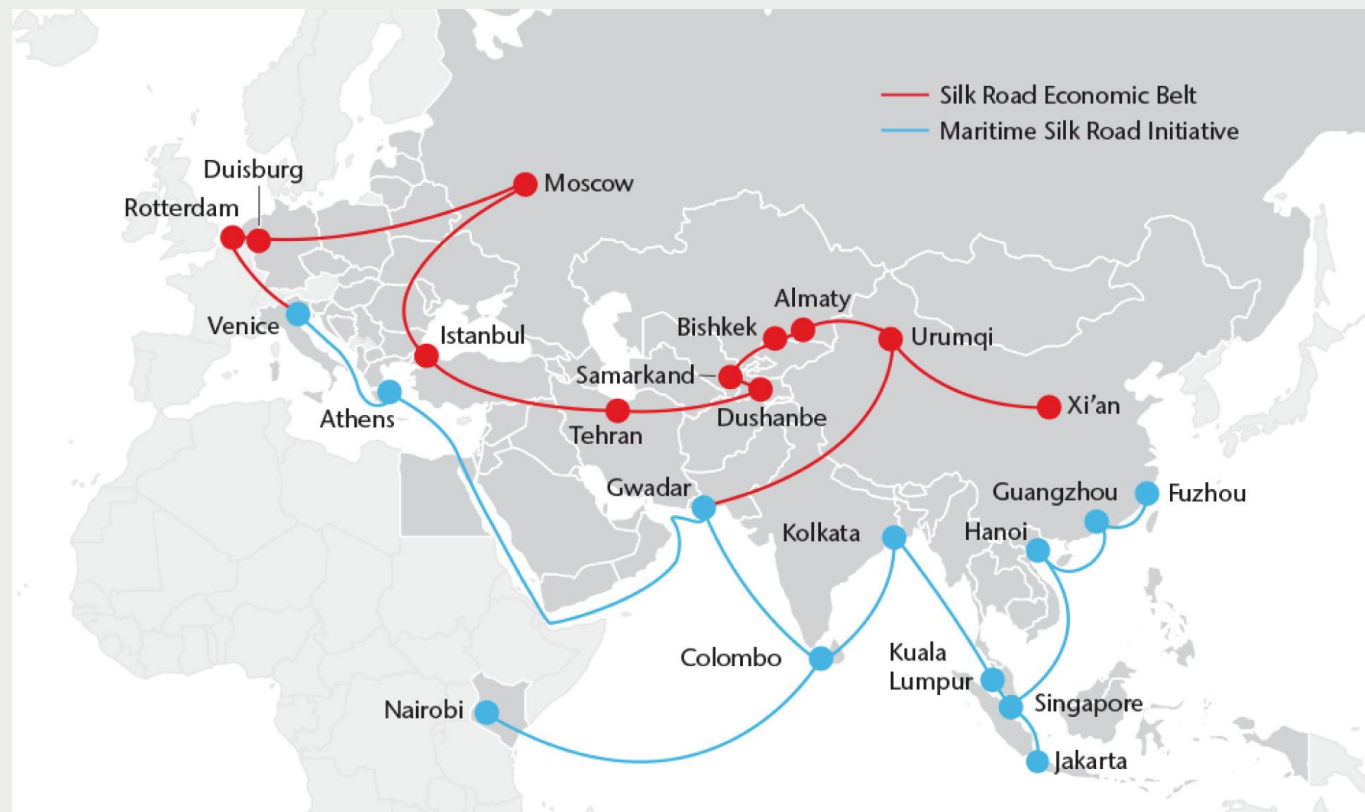 Silk Road Economic Belt
Maritime Silk Road Initiative
Duisburg
Moscow
Rotterdam
Almaty
Venice
Istanbul
Bishkek
Urumqi
Samarkand
Athens
Tehran
Dushanbe
Xi’an
Gwadar
Guangzhou
Fuzhou
Kolkata
Hanoi
Colombo
Kuala
Lumpur
Nairobi
Singapore
Jakarta